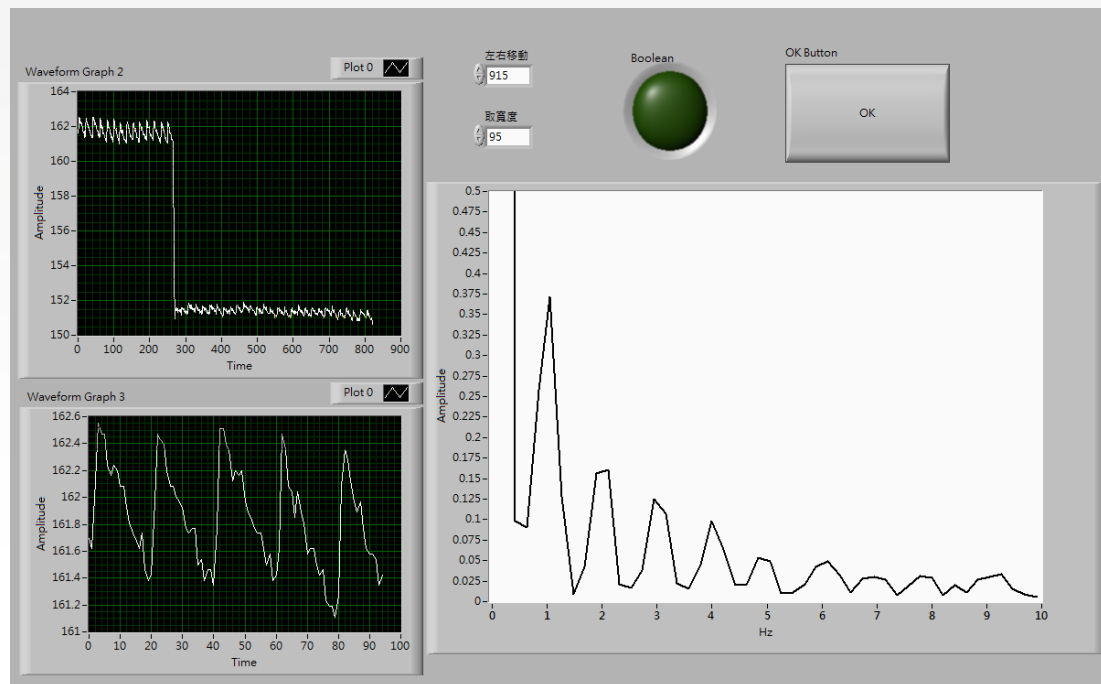 Waveform Graph 2
Plot 0
164
162
160
158
156
154
152
150
Amplitude
0 100 200 300 400 500 600 700 800 900
Time
Waveform Graph 3
Plot 0
162.6
162.4
162.2
162
161.8
161.6
161.4
161.2
161
Amplitude
0 10 20 30 40 50 60 70 80 90 100
Time
左右移動
915
取寬度
95
Boolean
OK Button
OK
0.5
0.475
0.45
0.425
0.4
0.375
0.35
0.325
0.3
0.275
0.25
0.225
0.2
0.175
0.15
0.125
0.1
0.075
0.05
0.025
0
Amplitude
0 1 2 3 4 5 6 7 8 9 10
Hz